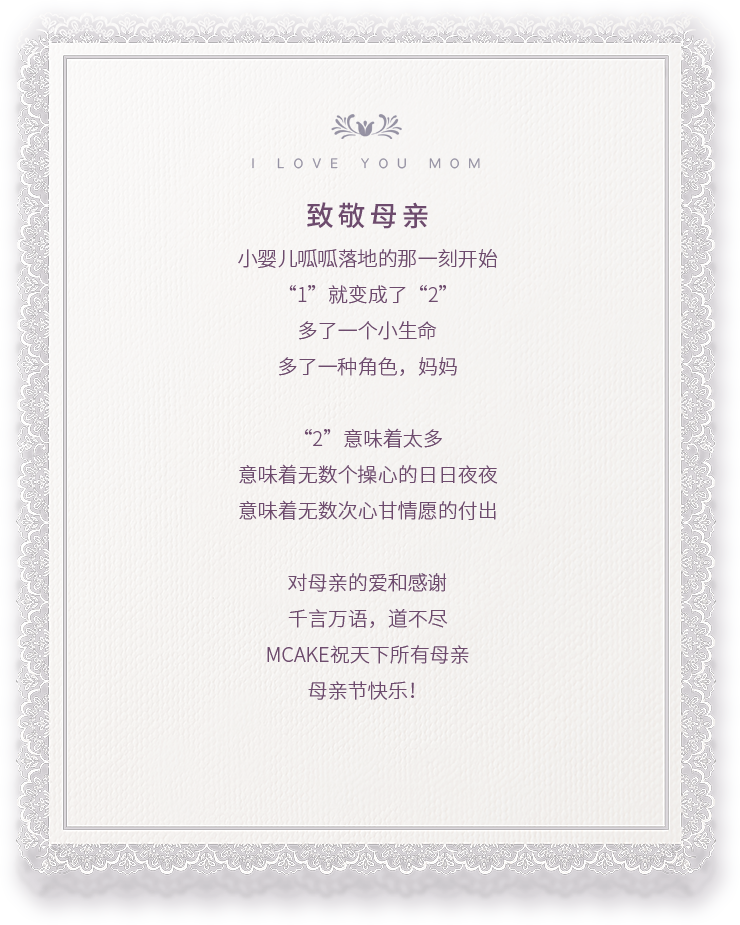 I LOVE YOU MOM
致敬母亲
小婴儿呱呱落地的那一刻开始
“1”就变成了“2”
多了一个小生命
多了一种角色，妈妈
“2”意味着太多
意味着无数个操心的日日夜夜
意味着无数次心甘情愿的付出
对母亲的爱和感谢
千言万语，道不尽
MCAKE祝天下所有母亲
母亲节快乐！